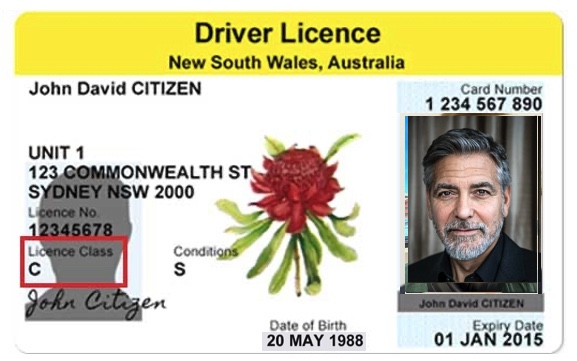 Driver Licence
New South Wales, Australia
John David CITIZEN
Card Number
1 234 567 890
UNIT 1
123 COMMONWEALTH ST
SYDNEY NSW 2000
Licence No.
12345678
Licence Class
C
Conditions
S
John Citizen
John David CITIZEN
Date of Birth
20 MAY 1988
Expiry Date
01 JAN 2015